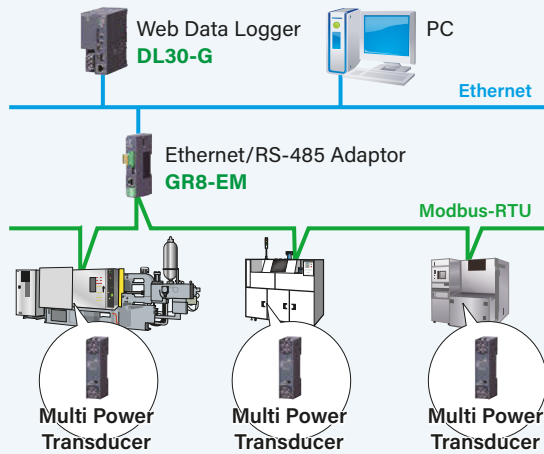 Web Data Logger
DL30-G
PC
Ethernet
Ethernet/RS-485 Adaptor
GR8-EM
Modbus-RTU
Multi Power
Transducer
Multi Power
Transducer
Multi Power
Transducer